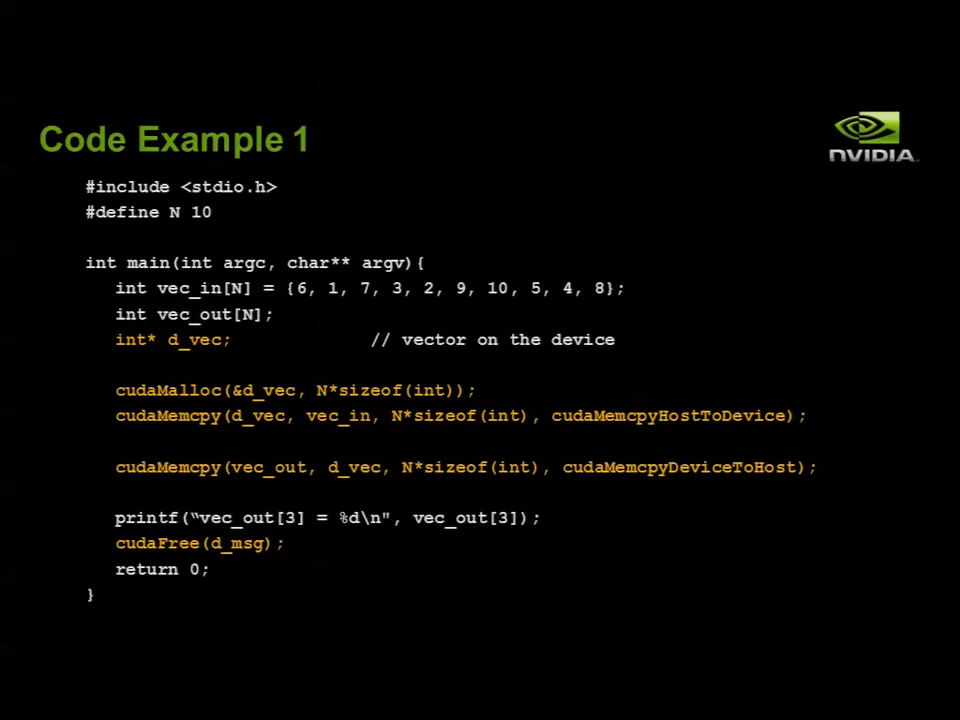 Code Example 1
NVIDIA.
#include <stdio.h>
#define N 10
int main(int argc, char** argv){
int vec_in[N] = {6, 1, 7, 3, 2, 9, 10, 5, 4, 8};
int vec_out[N];
int* d_vec; // vector on the device
cudaMalloc(&d_vec, N*sizeof(int));
cudaMemcpy(d_vec, vec_in, N*sizeof(int), cudaMemcpyHostToDevice);
cudaMemcpy(vec_out, d_vec, N*sizeof(int), cudaMemcpyDeviceToHost);
printf(“vec_out[3] = %d\n", vec_out[3]);
cudaFree(d_msg);
return 0;
}